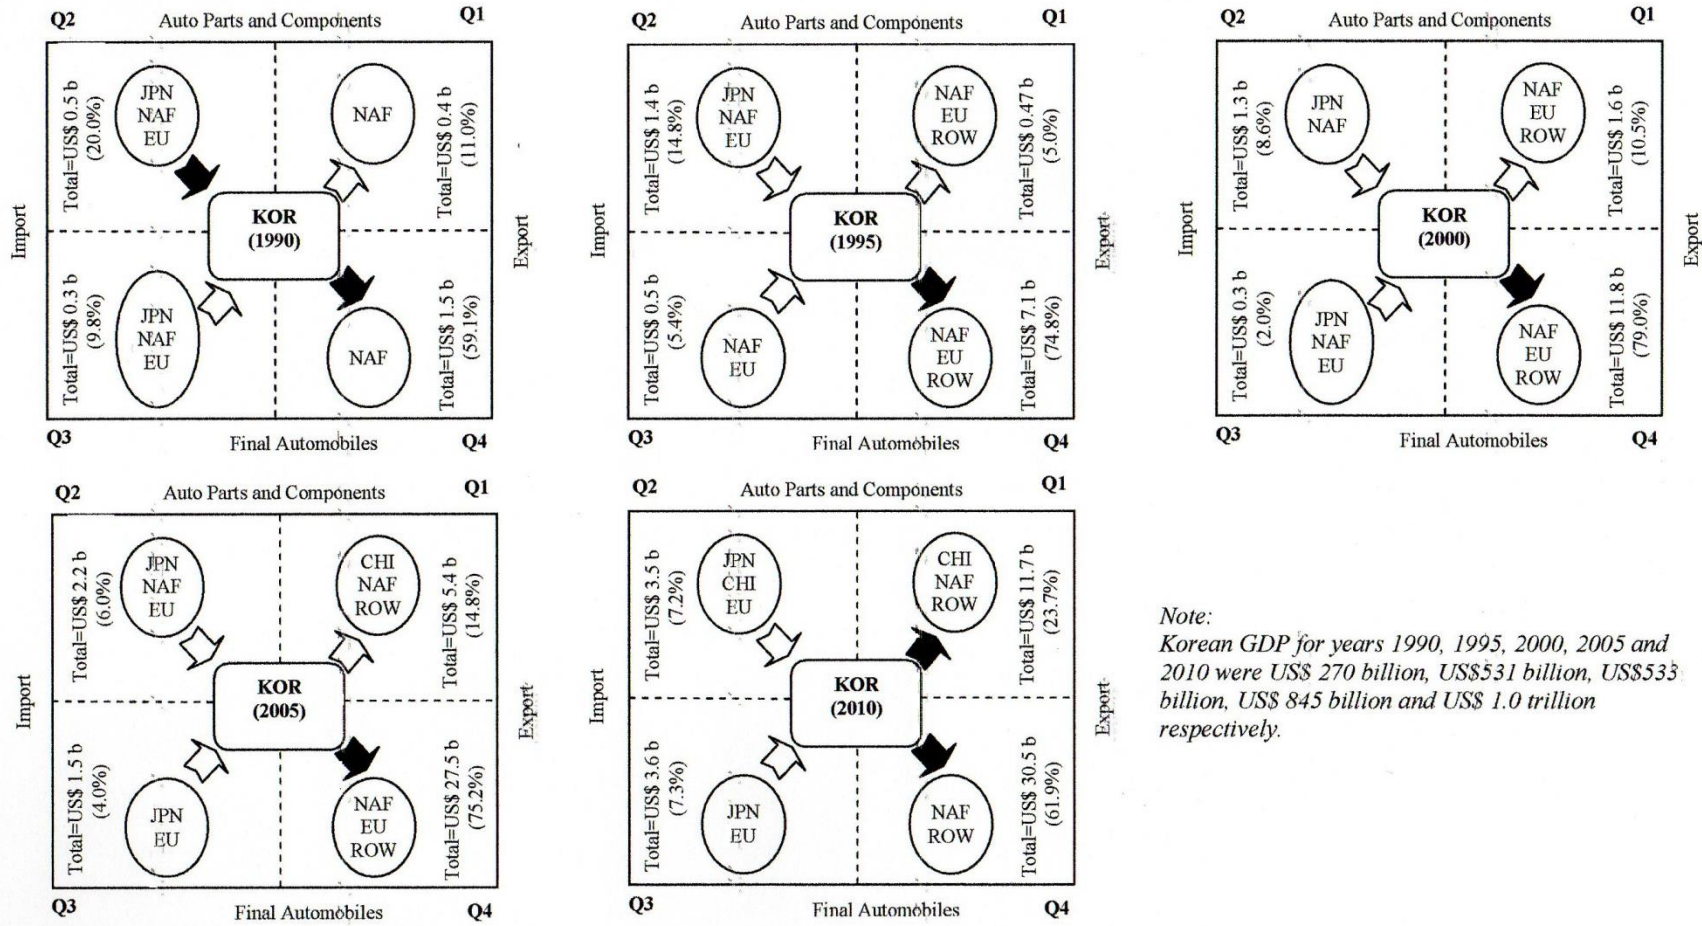 Q2 Auto Parts and Components Q1
Import
Total=US$ 0.5 b
(20.0%)
JPN
NAF
EU
NAF
Total=US$ 0.4 b
(11.0%)
KOR
(1990)
Total=US$ 0.3 b
(9.8%)
JPN
NAF
EU
NAF
Total=US$ 1.5 b
(59.1%)
Export
Q3 Final Automobiles Q4
Q2 Auto Parts and Components Q1
Import
Total=US$ 1.4 b
(14.8%)
JPN
NAF
EU
NAF
EU
ROW
Total=US$ 0.47 b
(5.0%)
KOR
(1995)
Total=US$ 0.5 b
(5.4%)
NAF
EU
NAF
EU
ROW
Total=US$ 7.1 b
(74.8%)
Export
Q3 Final Automobiles Q4
Q2 Auto Parts and Components Q1
Import
Total=US$ 1.3 b
(8.6%)
JPN
NAF
NAF
EU
ROW
Total=US$ 1.6 b
(10.5%)
KOR
(2000)
Total=US$ 0.3 b
(2.0%)
JPN
NAF
EU
NAF
EU
ROW
Total=US$ 11.8 b
(79.0%)
Export
Q3 Final Automobiles Q4
Q2 Auto Parts and Components Q1
Import
Total=US$ 2.2 b
(6.0%)
JPN
NAF
EU
CHI
NAF
ROW
Total=US$ 5.4 b
(14.8%)
KOR
(2005)
Total=US$ 1.5 b
(4.0%)
JPN
EU
NAF
EU
ROW
Total=US$ 27.5 b
(75.2%)
Export
Q3 Final Automobiles Q4
Q2 Auto Parts and Components Q1
Import
Total=US$ 3.5 b
(7.2%)
JPN
CHI
EU
CHI
NAF
ROW
Total=US$ 11.7 b
(23.7%)
KOR
(2010)
Total=US$ 3.6 b
(7.3%)
JPN
EU
NAF
ROW
Total=US$ 30.5 b
(61.9%)
Export
Q3 Final Automobiles Q4
Note:
Korean GDP for years 1990, 1995, 2000, 2005 and
2010 were US$ 270 billion, US$531 billion, US$533
billion, US$ 845 billion and US$ 1.0 trillion
respectively.